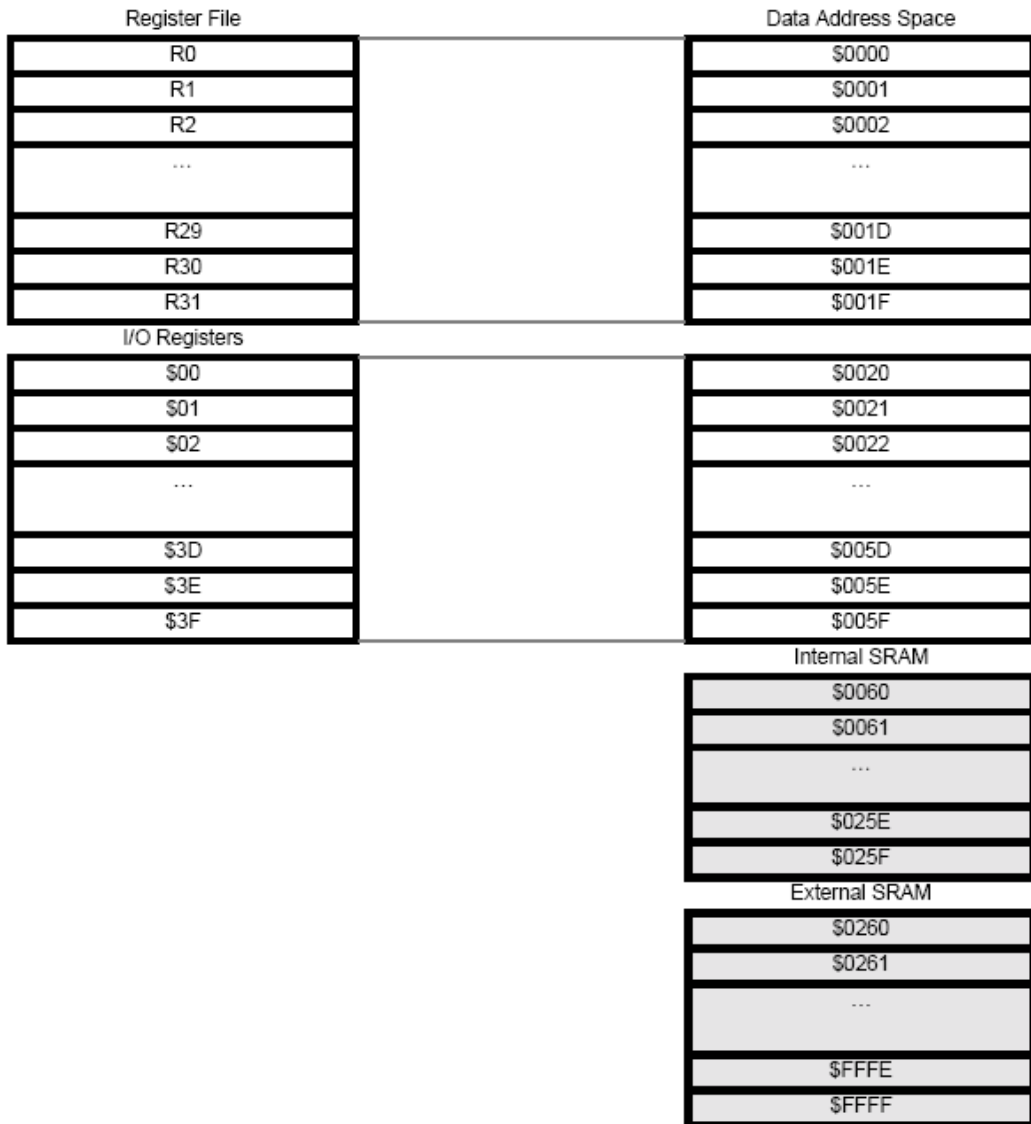 Register File
Data Address Space
R0
$0000
R1
$0001
R2
$0002
...
...
R29
$001D
R30
$001E
R31
$001F
I/O Registers
$00
$0020
$01
$0021
$02
$0022
...
...
$3D
$005D
$3E
$005E
$3F
$005F
Internal SRAM
$0060
$0061
...
$025E
$025F
External SRAM
$0260
$0261
...
$FFFE
$FFFF